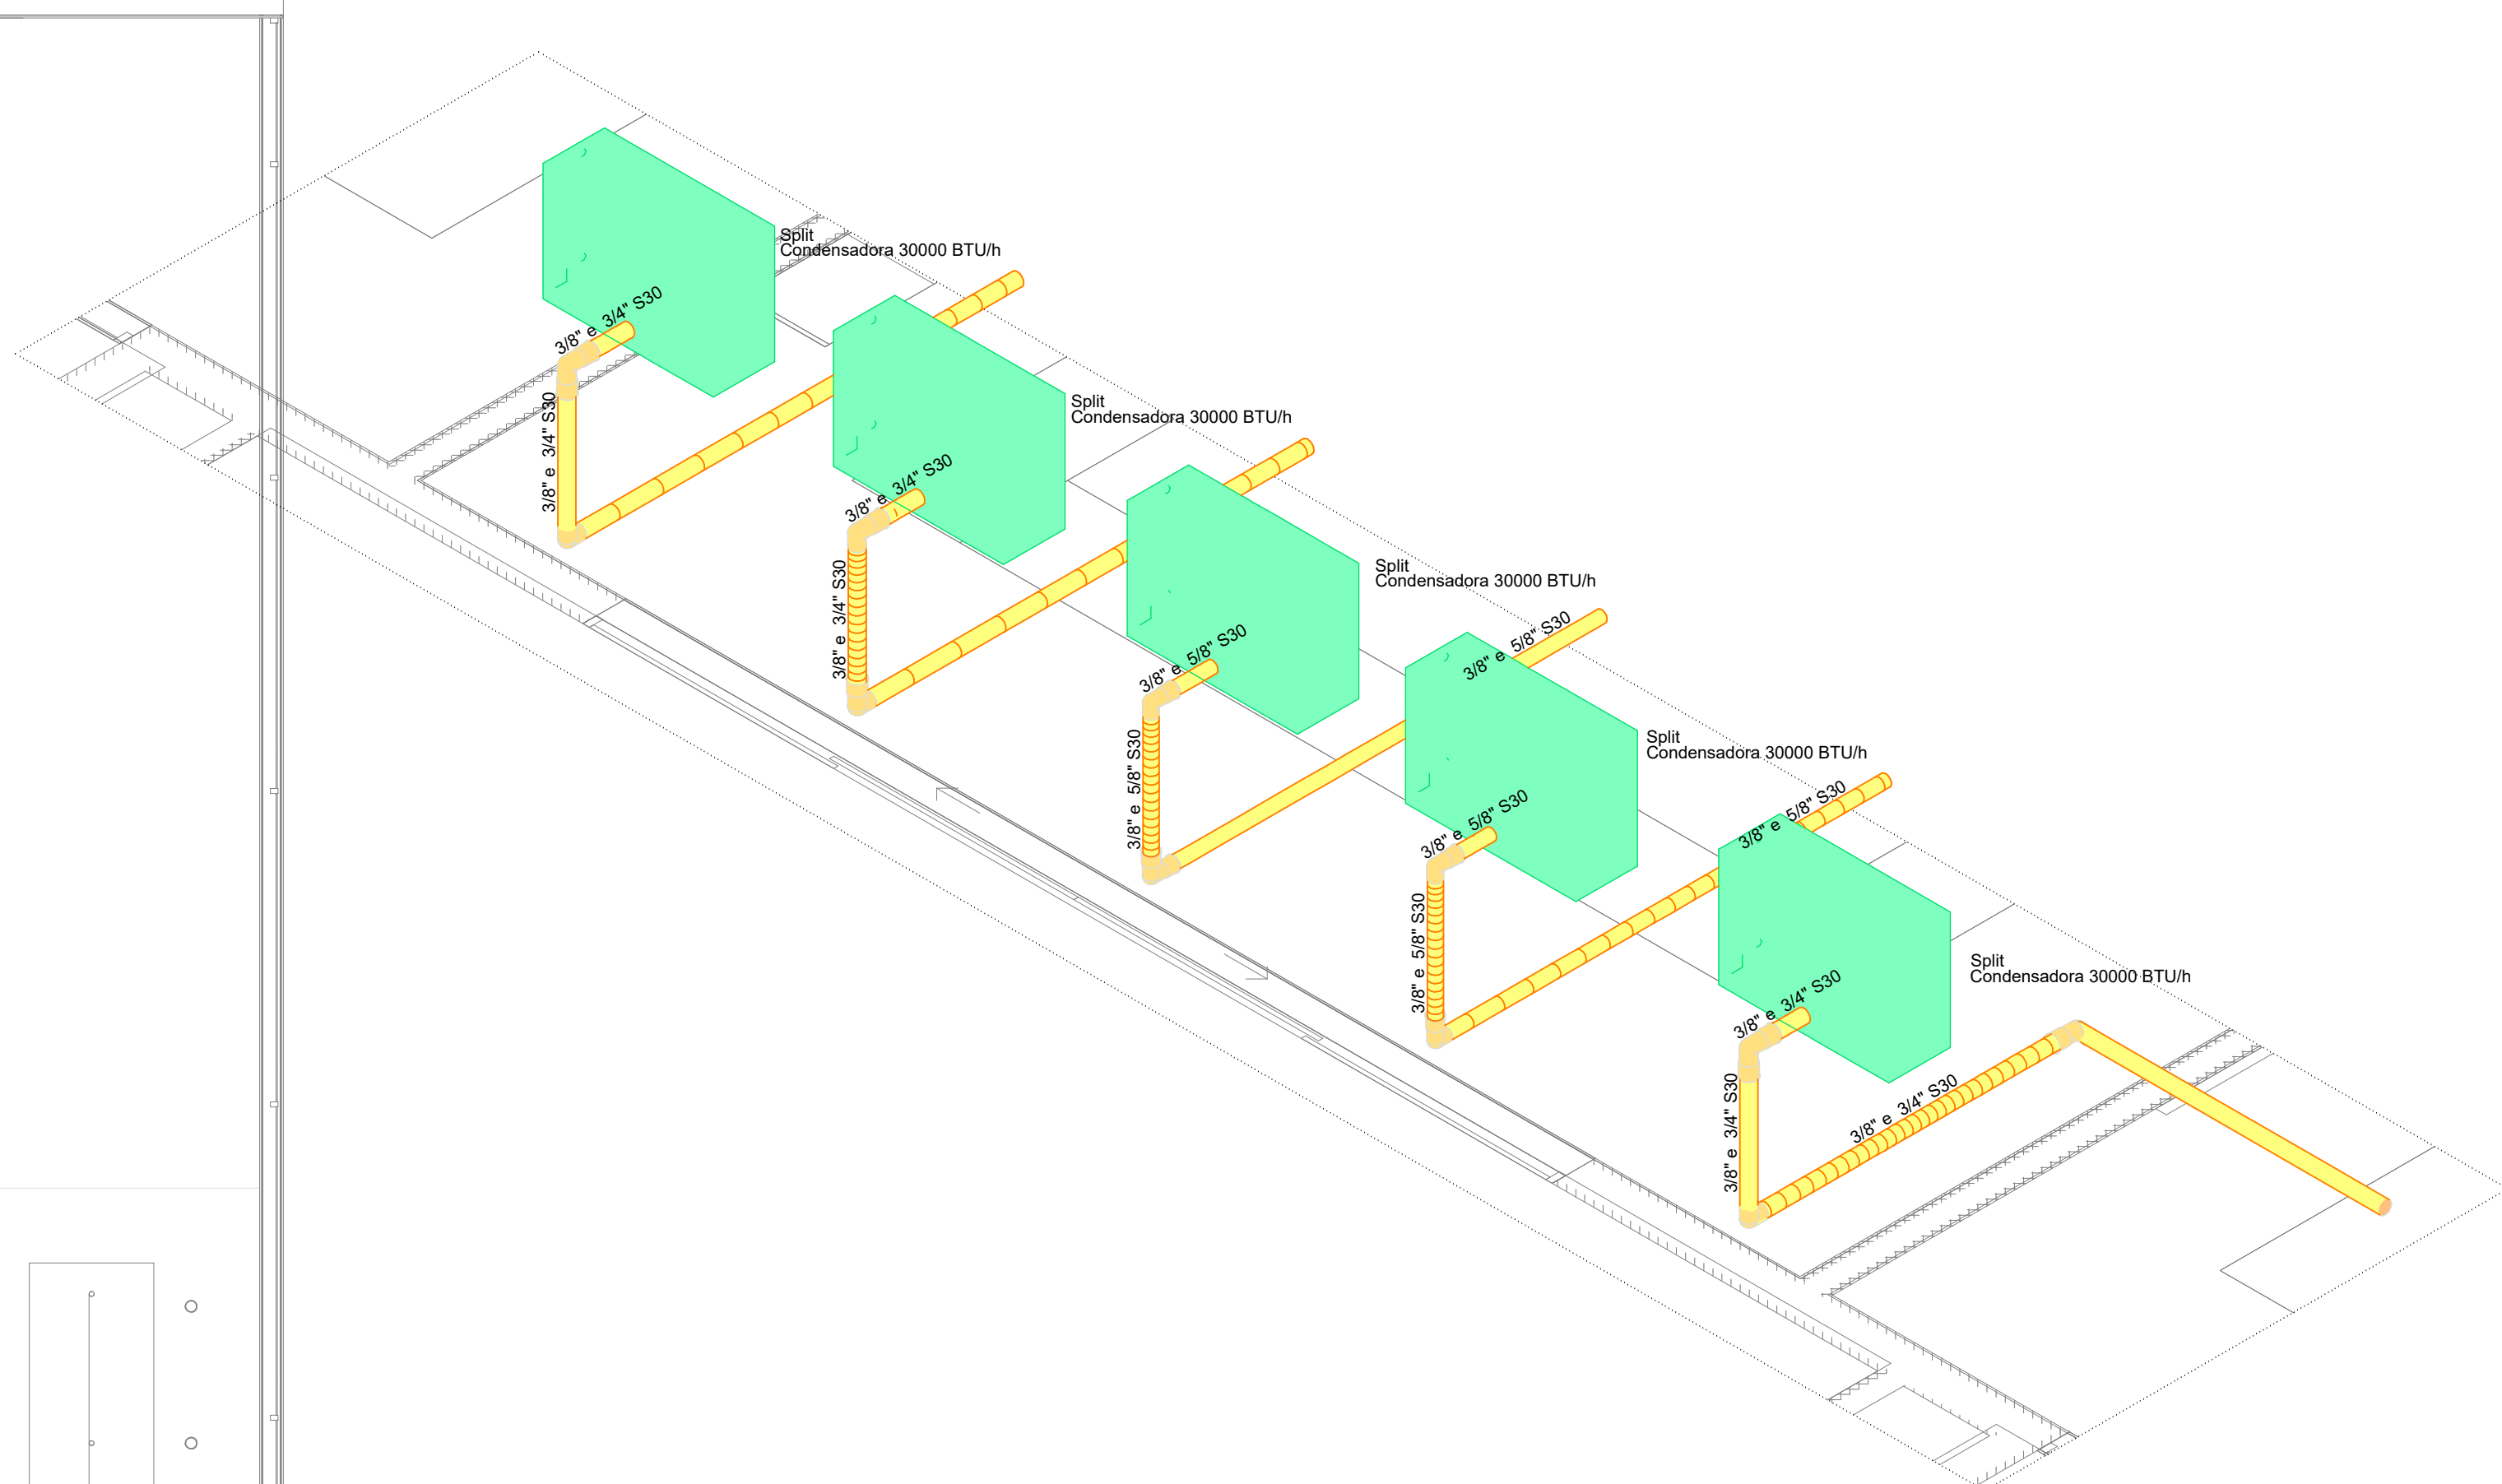 Split
Condensadora 30000 BTU/h
3/8" e 3/4" S30
3/8" e 3/4" S30
Split
Condensadora 30000 BTU/h
3/8" e 3/4" S30
3/8" e 3/4" S30
Split
Condensadora 30000 BTU/h
3/8" e 5/8" S30
3/8" e 5/8" S30
3/8" e 5/8" S30
Split
Condensadora 30000 BTU/h
3/8" e 5/8" S30
3/8" e 5/8" S30
3/8" e 5/8" S30
Split
Condensadora 30000 BTU/h
3/8" e 3/4" S30
3/8" e 3/4" S30
3/8" e 3/4" S30